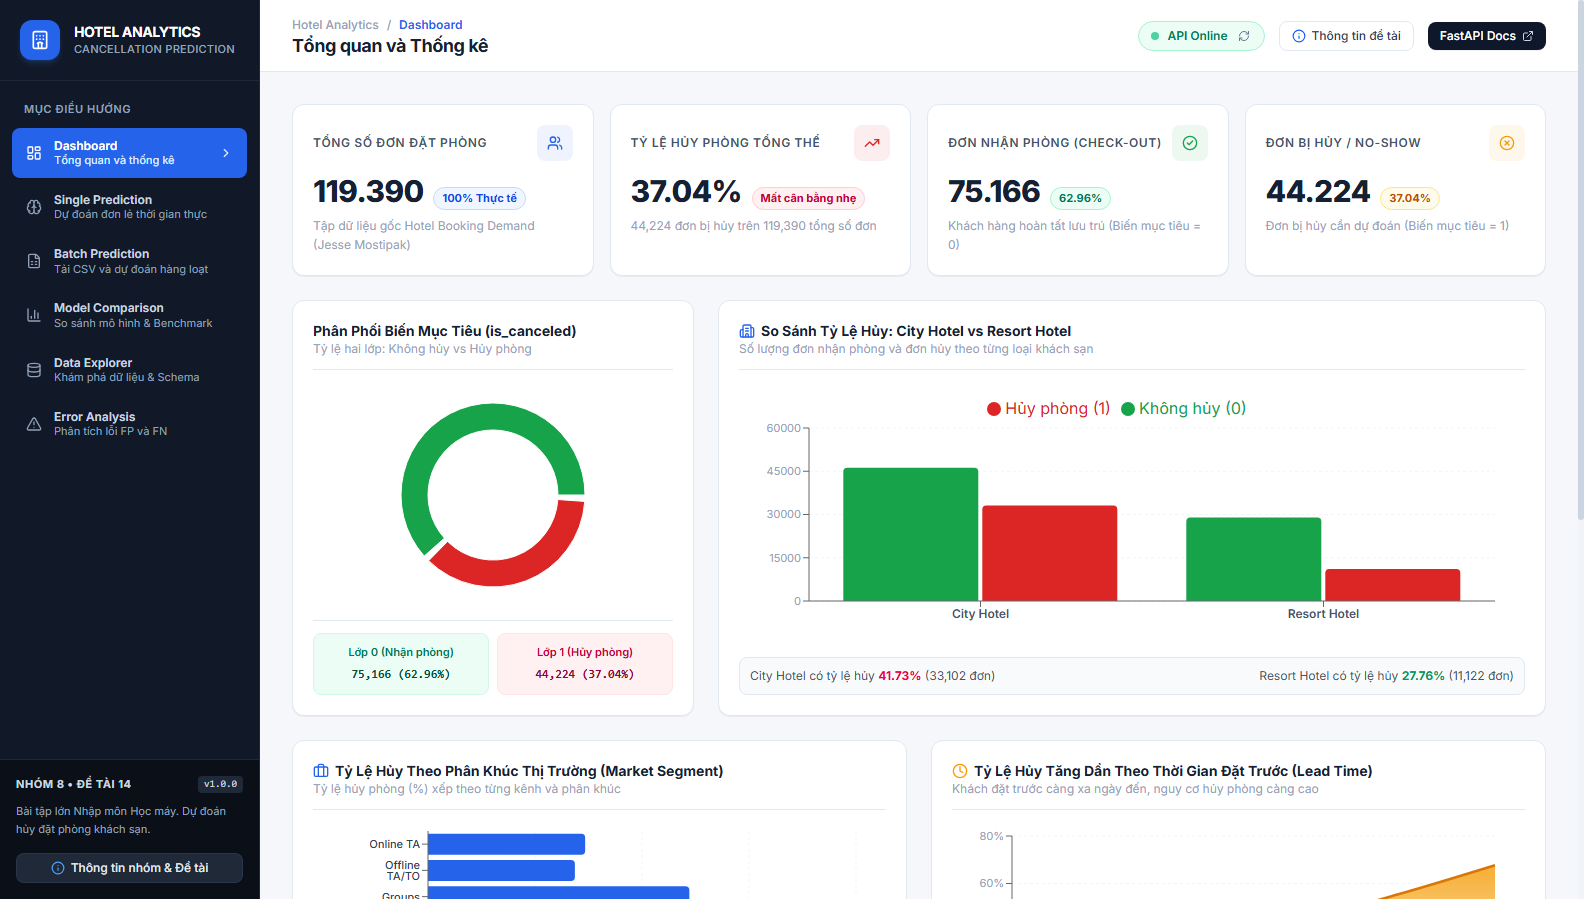 HOTEL ANALYTICS
CANCELLATION PREDICTION
MỤC ĐIỀU HƯỚNG
Dashboard
Tổng quan và thống kê
Single Prediction
Dự đoán đơn lẻ thời gian thực
Batch Prediction
Tải CSV và dự đoán hàng loạt
Model Comparison
So sánh mô hình & Benchmark
Data Explorer
Khám phá dữ liệu & Schema
Error Analysis
Phân tích lỗi FP và FN
NHÓM 8 • ĐỀ TÀI 14
v1.0.0
Bài tập lớn Nhập môn Học máy. Dự đoán
hủy đặt phòng khách sạn.
Thông tin nhóm & Đề tài
Hotel Analytics / Dashboard
Tổng quan và Thống kê
API Online
Thông tin đề tài
FastAPI Docs
TỔNG SỐ ĐƠN ĐẶT PHÒNG
119.390
100% Thực tế
Tập dữ liệu gốc Hotel Booking Demand
(Jesse Mostipak)
TỶ LỆ HỦY PHÒNG TỔNG THỂ
37.04%
Mất cân bằng nhẹ
44,224 đơn bị hủy trên 119,390 tổng số đơn
ĐƠN NHẬN PHÒNG (CHECK-OUT)
75.166
62.96%
Khách hàng hoàn tất lưu trú (Biến mục tiêu =
0)
ĐƠN BỊ HỦY / NO-SHOW
44.224
37.04%
Đơn bị hủy cần dự đoán (Biến mục tiêu = 1)
Phân Phối Biến Mục Tiêu (is_canceled)
Tỷ lệ hai lớp: Không hủy vs Hủy phòng
Lớp 0 (Nhận phòng)
75,166 (62.96%)
Lớp 1 (Hủy phòng)
44,224 (37.04%)
So Sánh Tỷ Lệ Hủy: City Hotel vs Resort Hotel
Số lượng đơn nhận phòng và đơn hủy theo từng loại khách sạn
Hủy phòng (1)
Không hủy (0)
60000
45000
30000
15000
0
City Hotel
Resort Hotel
City Hotel có tỷ lệ hủy 41.73% (33,102 đơn)
Resort Hotel có tỷ lệ hủy 27.76% (11,122 đơn)
Tỷ Lệ Hủy Theo Phân Khúc Thị Trường (Market Segment)
Tỷ lệ hủy phòng (%) xếp theo từng kênh và phân khúc
Online TA
Offline
TA/TO
Groups
Tỷ Lệ Hủy Tăng Dần Theo Thời Gian Đặt Trước (Lead Time)
Khách đặt trước càng xa ngày đến, nguy cơ hủy phòng càng cao
80%
60%